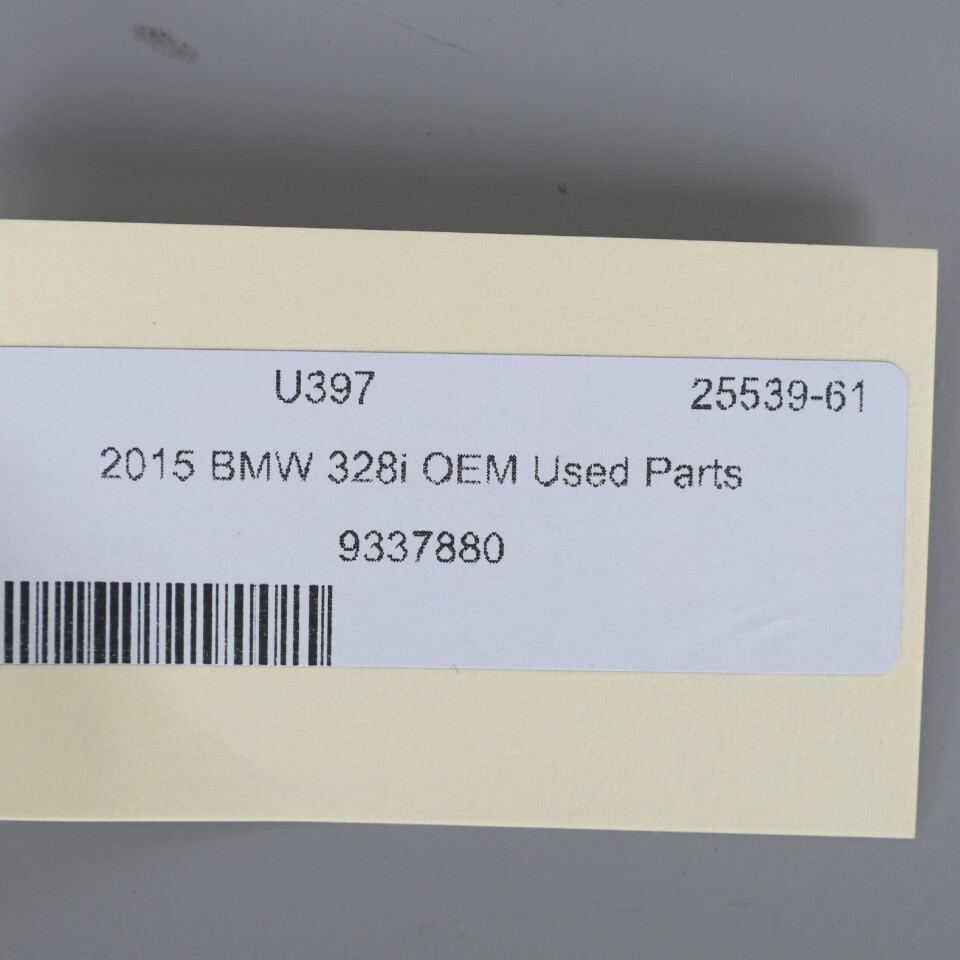 U397 25539-61
2015 BMW 328i OEM Used Parts
9337880